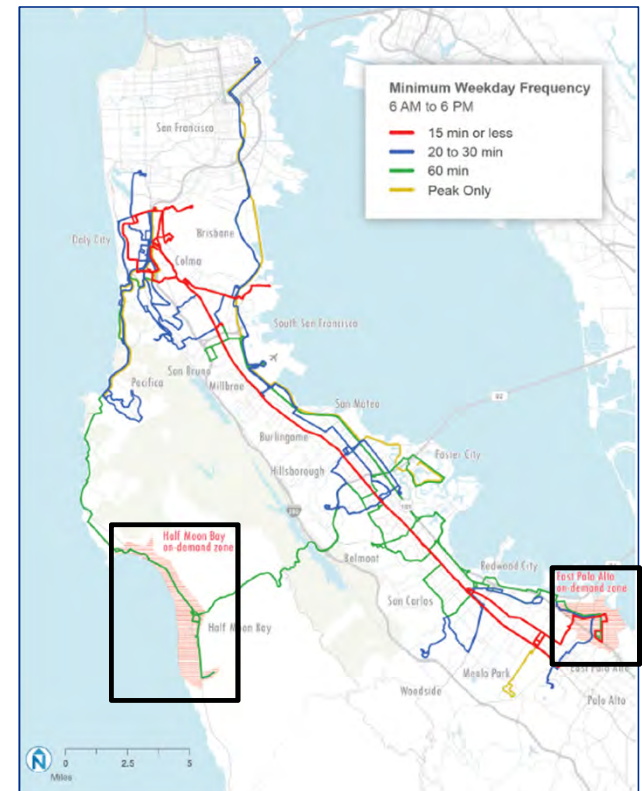 Minimum Weekday Frequency
6 AM to 6 PM
15 min or less
20 to 30 min
60 min
Peak Only
San Francisco
Daly City
Brisbane
Colma
South San Francisco
San Bruno
Pacifica
Millbrae
San Mateo
92
Burlingame
Foster City
Hillsborough
101
280
Half Moon Bay
on-demand zone
Belmont
Redwood City
East Palo Alto
on-demand zone
San Carlos
Half Moon Bay
Menlo Park
East Palo Alto
Woodside
Palo Alto
N
0 2.5 5
Miles